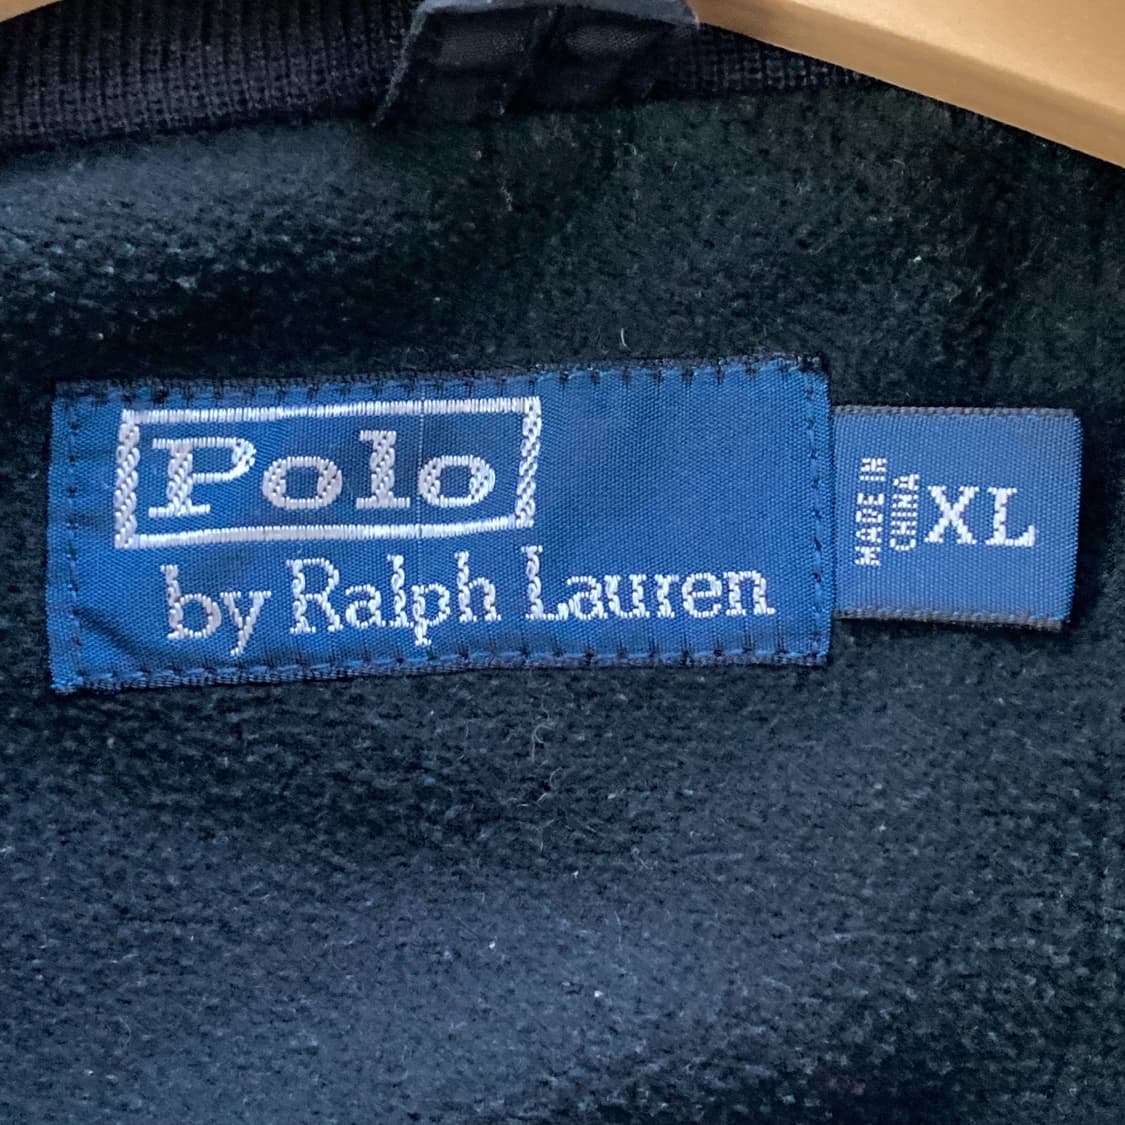 Polo
by Ralph Lauren
MADE IN
CHINA
XL